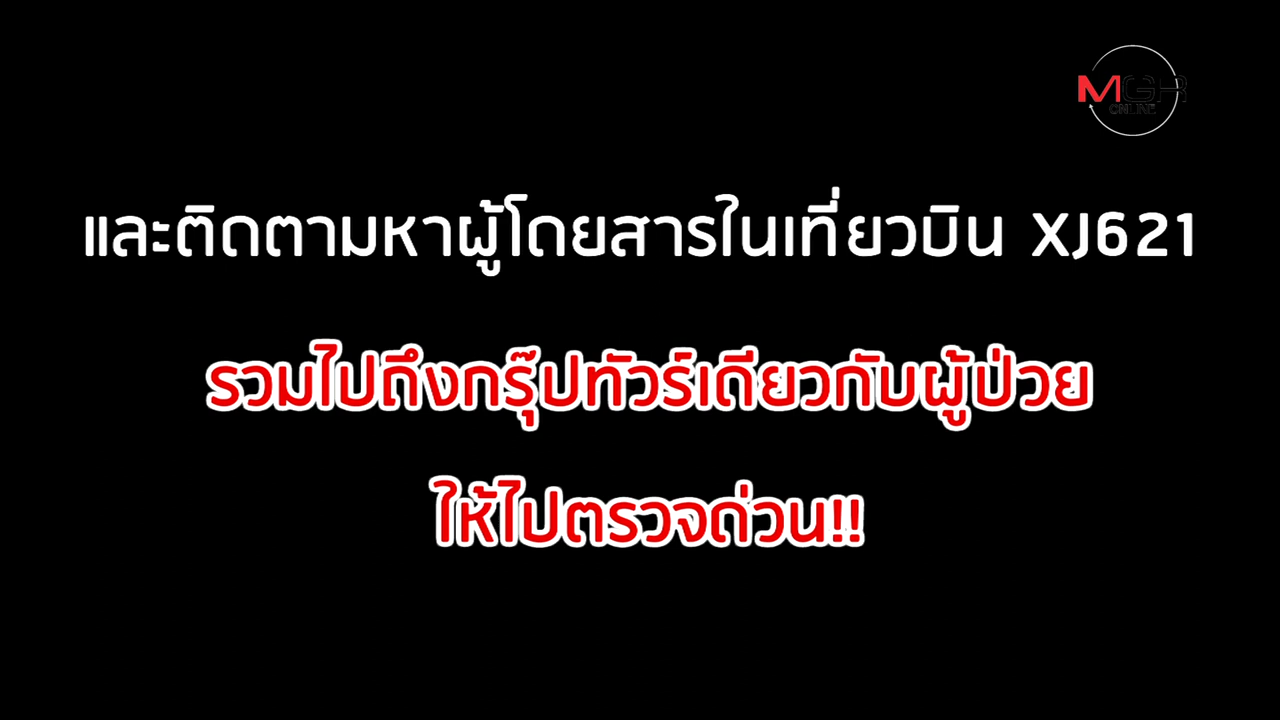 MGR
ONLINE
และติดตามหาผู้โดยสารในเที่ยวบิน XJ621
รวมไปถึงกรุ๊ปทัวร์เดียวกับผู้ป่วย
ให้ไปตรวจด่วน!!